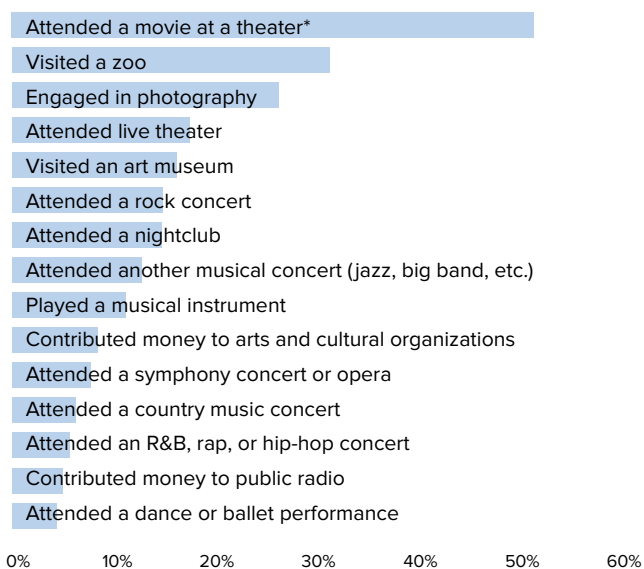 Attended a movie at a theater*
Visited a zoo
Engaged in photography
Attended live theater
Visited an art museum
Attended a rock concert
Attended a nightclub
Attended another musical concert (jazz, big band, etc.)
Played a musical instrument
Contributed money to arts and cultural organizations
Attended a symphony concert or opera
Attended a country music concert
Attended an R&B, rap, or hip-hop concert
Contributed money to public radio
Attended a dance or ballet performance
0% 10% 20% 30% 40% 50% 60%